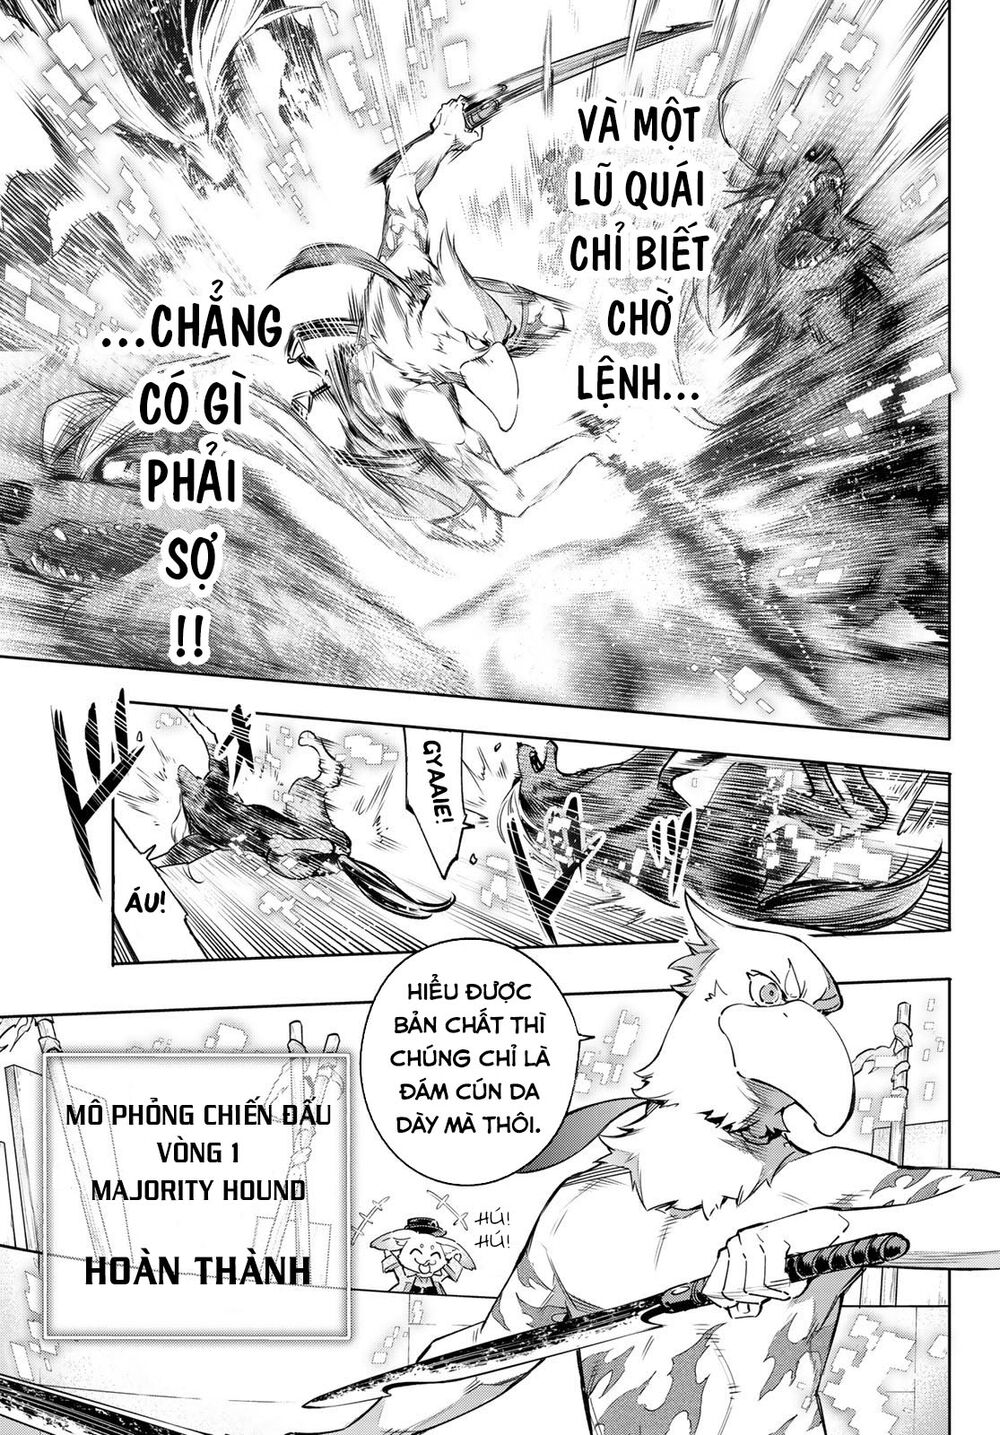 VÀ MỘT
LŨ QUÁI
CHỈ BIẾT
CHỜ
LỆNH...
...CHẲNG
CÓ GÌ
PHẢI
SỢ
!!
GYAAIE!
ÁU!
HIỂU ĐƯỢC
BẢN CHẤT THÌ
CHÚNG CHỈ LÀ
ĐÁM CÚN DA
DÀY MÀ THÔI.
MÔ PHỎNG CHIẾN ĐẤU
VÒNG 1
MAJORITY HOUND
HOÀN THÀNH
HÚ!
HÚ!